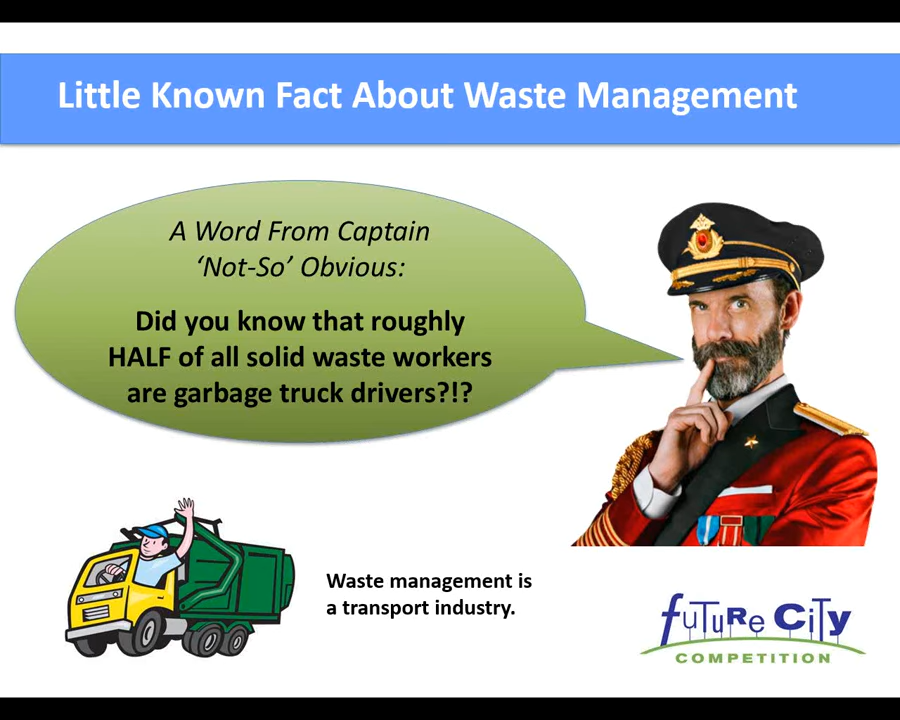 Little Known Fact About Waste Management
A Word From Captain
‘Not-So’ Obvious:
Did you know that roughly
HALF of all solid waste workers
are garbage truck drivers?!?
Waste management is
a transport industry.
fuTuRe CiTy
COMPETITION